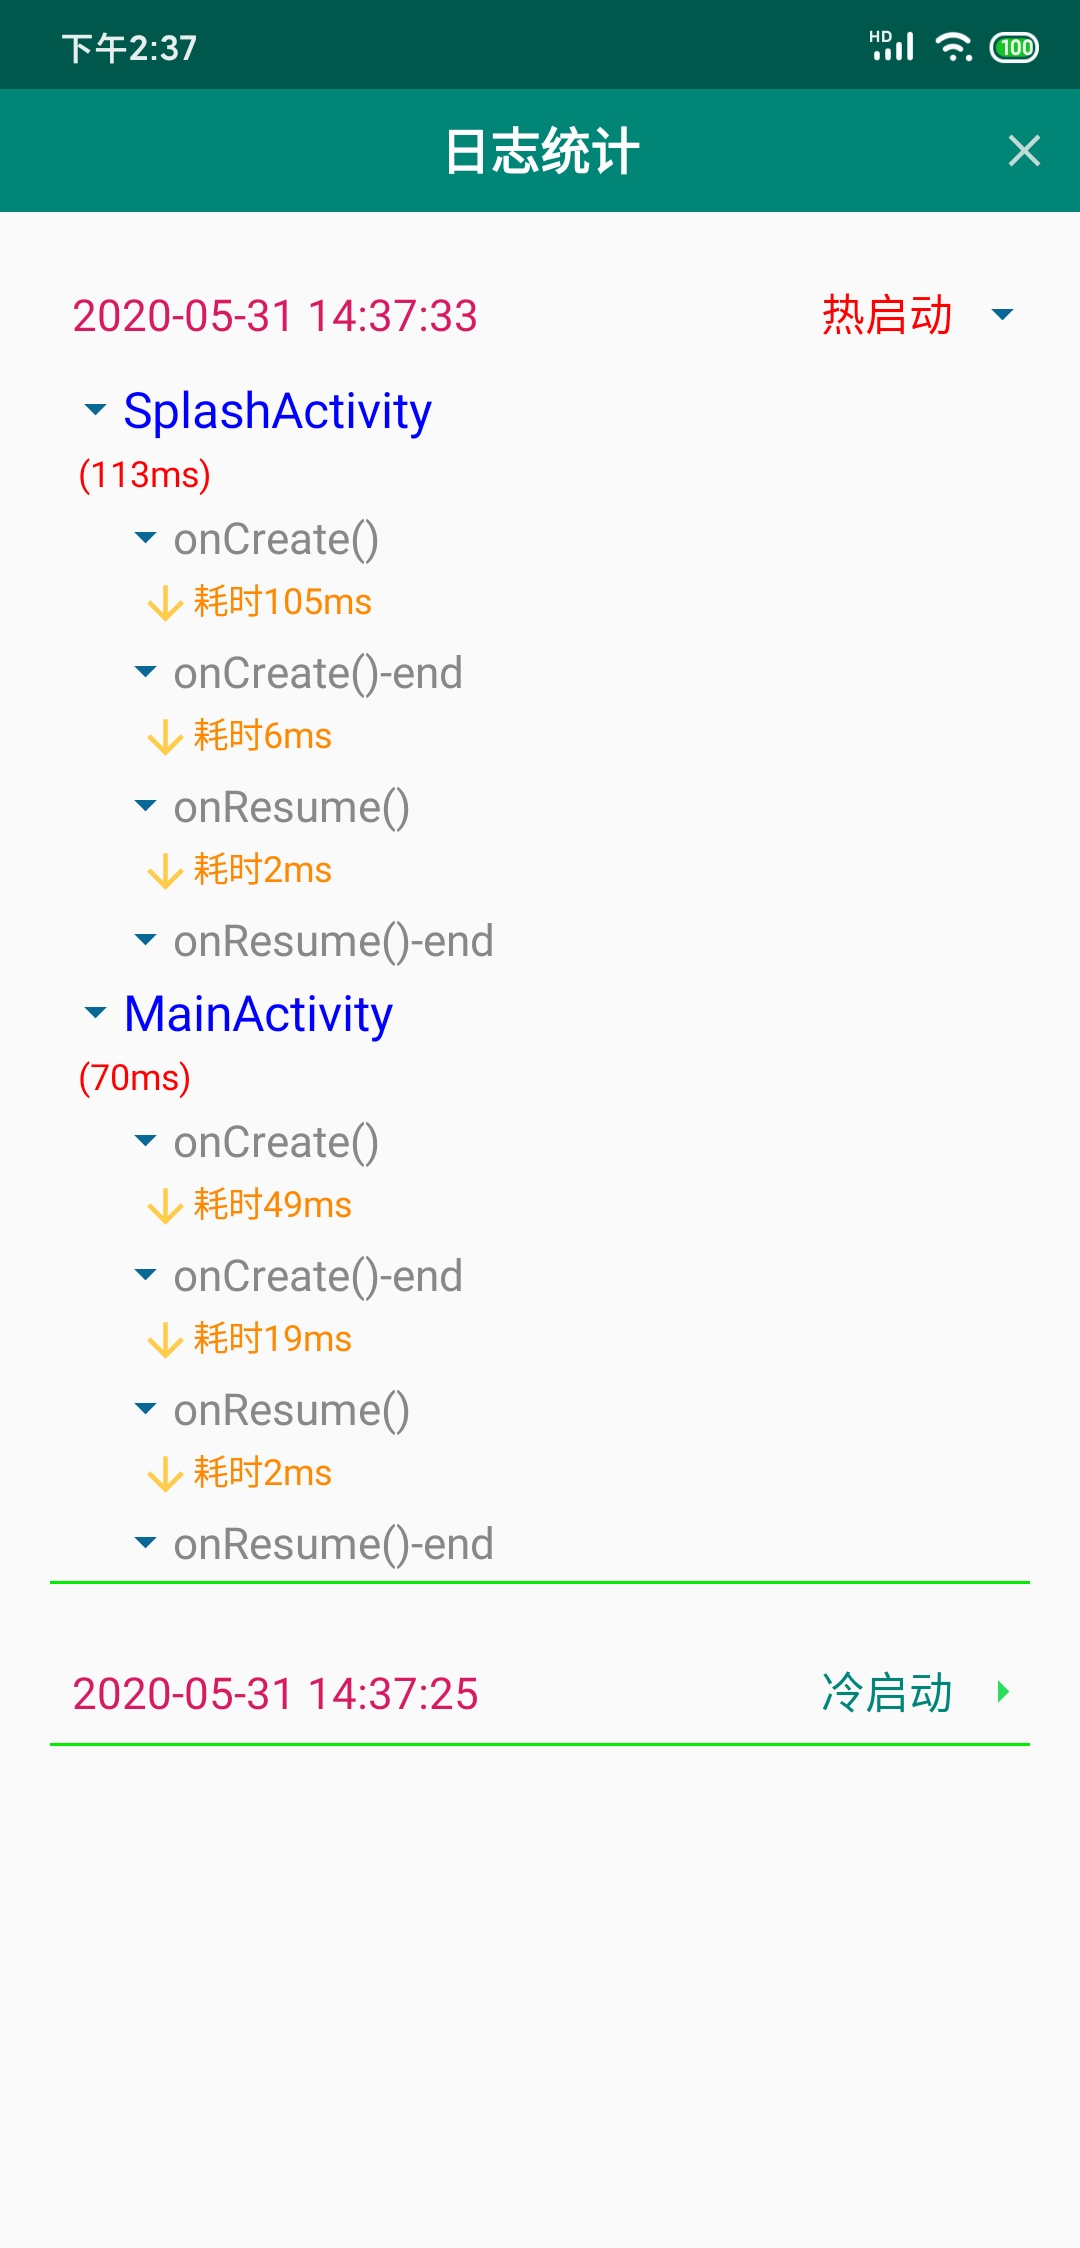 下午2:37 HD 100
日志统计
2020-05-31 14:37:33 热启动
SplashActivity
(113ms)
onCreate()
耗时105ms
onCreate()-end
耗时6ms
onResume()
耗时2ms
onResume()-end
MainActivity
(70ms)
onCreate()
耗时49ms
onCreate()-end
耗时19ms
onResume()
耗时2ms
onResume()-end
2020-05-31 14:37:25 冷启动